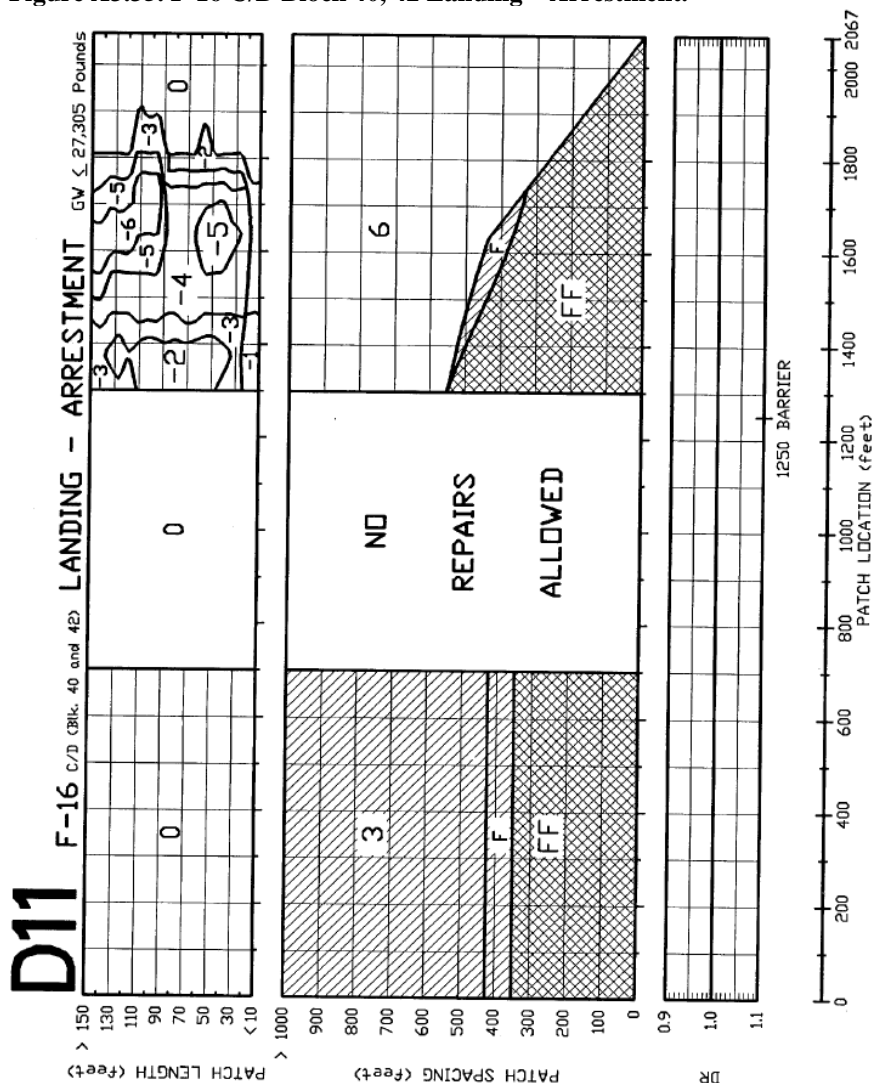 Figure A3.33. F-16 C/D Block 40, 42 Landing – Arrestment.
D11
F-16 C/D (Blk. 40 and 42) LANDING - ARRESTMENT GW ≤ 27,305 Pounds
PATCH LENGTH (feet)
> 150
130
110
90
70
50
30
< 10
0
0
-3
-2
-3
-1
-4
-5
-6
-5
-5
-3
-2
0
PATCH SPACING (feet)
> 1000
900
800
700
600
500
400
300
200
100
0
3
F
FF
NO
REPAIRS
ALLOWED
6
F
FF
DR
0.9
1.0
1.1
1250 BARRIER
0 200 400 600 800 1000 1200 1400 1600 1800 2000 2067
PATCH LOCATION (feet)